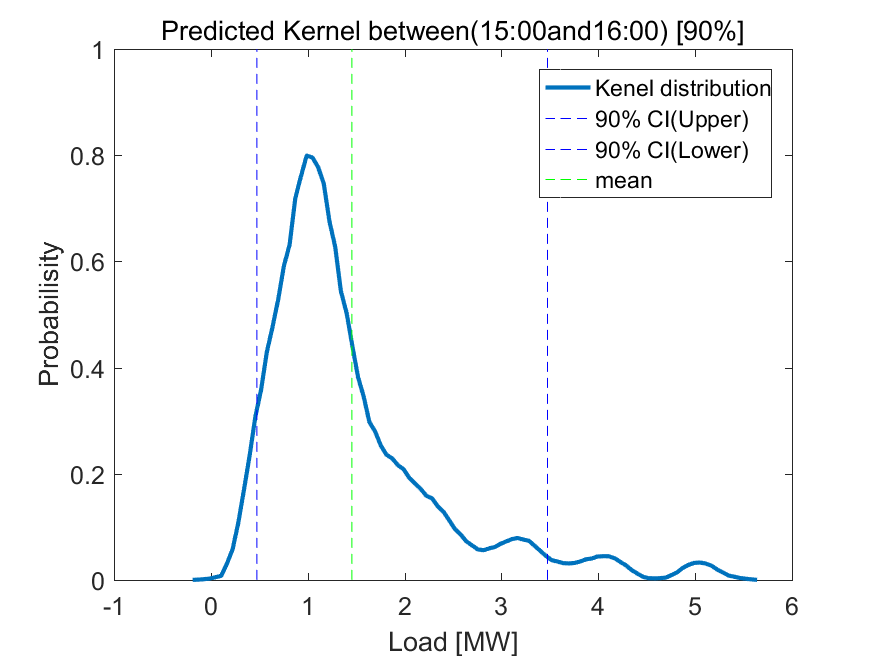 Predicted Kernel between(15:00and16:00) [90%]
1
0.8
0.6
0.4
0.2
0
Probabilisity
Kenel distribution
90% CI(Upper)
90% CI(Lower)
mean
-1 0 1 2 3 4 5 6
Load [MW]